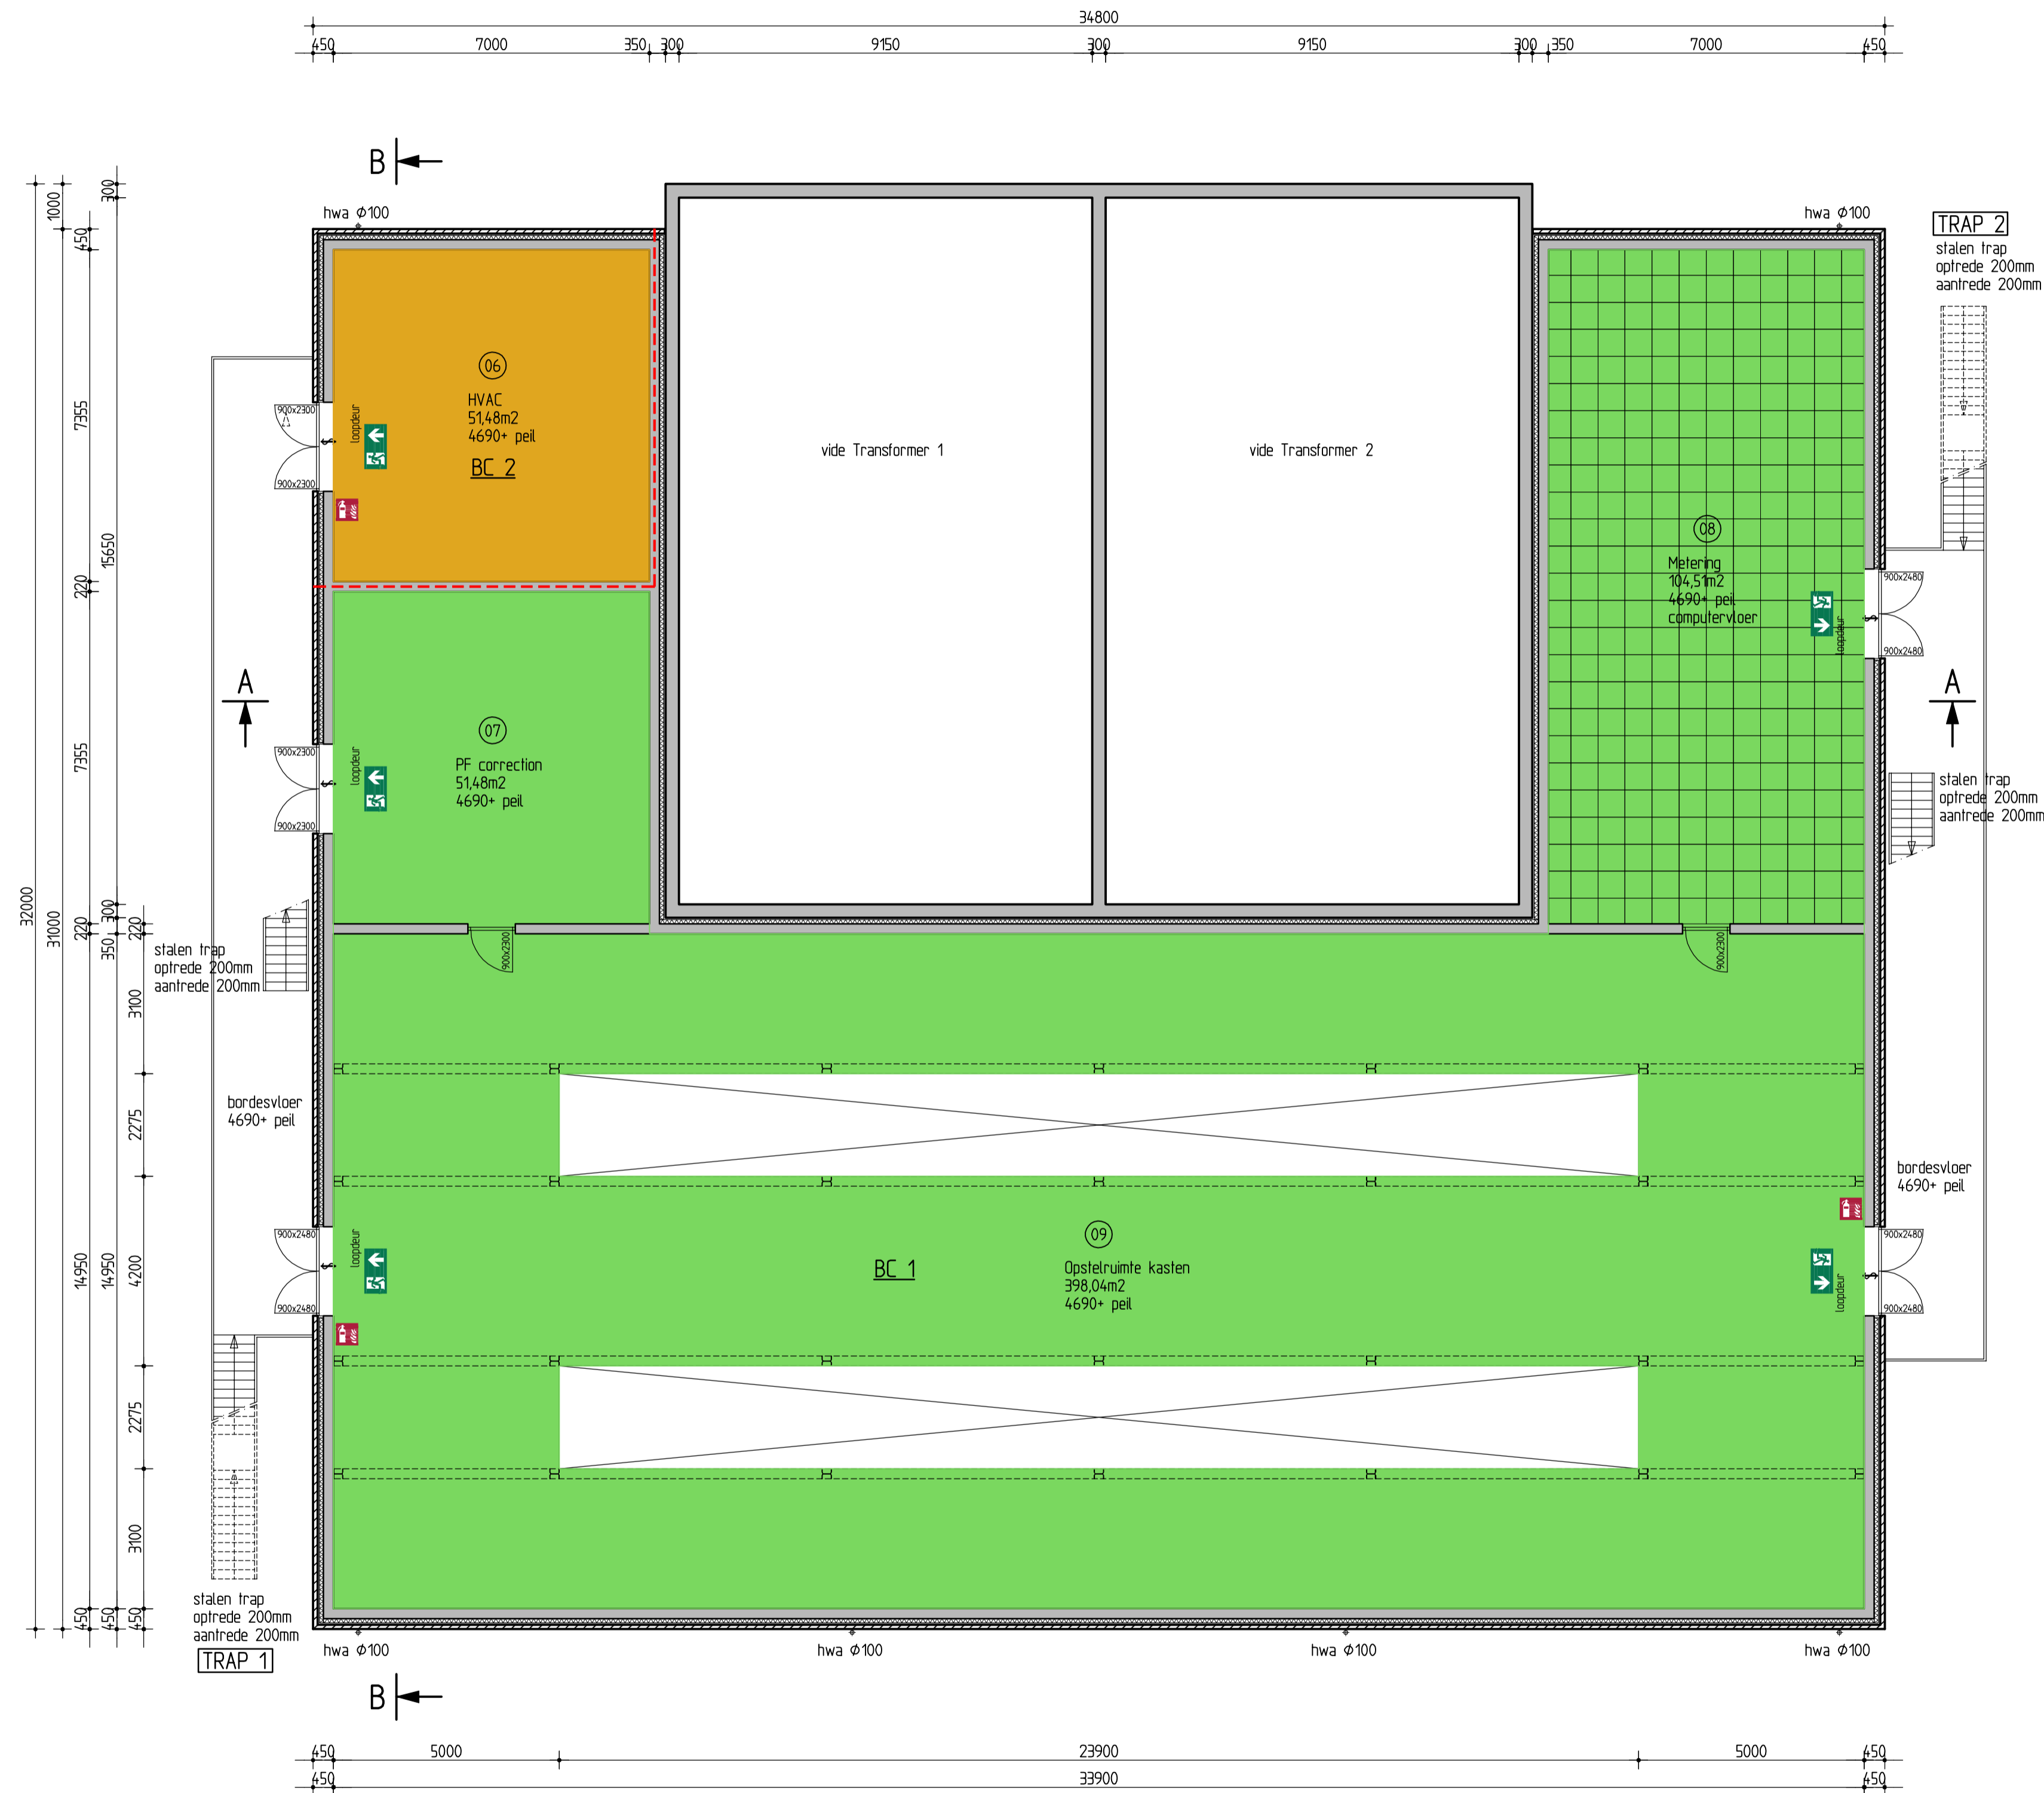 34800
450
7000
350
300
9150
300
9150
300
350
7000
450
B
hwa Ø100
hwa Ø100
TRAP 2
stalen trap
optrede 200mm
aantrede 200mm
32000
1000
31000
450
7355
220
7355
220
14950
450
300
15650
300
350
14950
450
220
3100
2275
4200
2275
3100
450
06
HVAC
51,48m2
4690+ peil
BC 2
900x2300
900x2300
loopdeur
vide Transformer 1
vide Transformer 2
08
Metering
104,51m2
4690+ peil
computervloer
900x2480
900x2480
loopdeur
A
A
07
PF correction
51,48m2
4690+ peil
900x2300
900x2300
loopdeur
stalen trap
optrede 200mm
aantrede 200mm
stalen trap
optrede 200mm
aantrede 200mm
900x2300
900x2300
bordesvloer
4690+ peil
bordesvloer
4690+ peil
09
Opstelruimte kasten
398,04m2
4690+ peil
BC 1
900x2480
900x2480
loopdeur
900x2480
900x2480
loopdeur
stalen trap
optrede 200mm
aantrede 200mm
TRAP 1
hwa Ø100
hwa Ø100
hwa Ø100
hwa Ø100
B
450
5000
23900
5000
450
450
33900
450